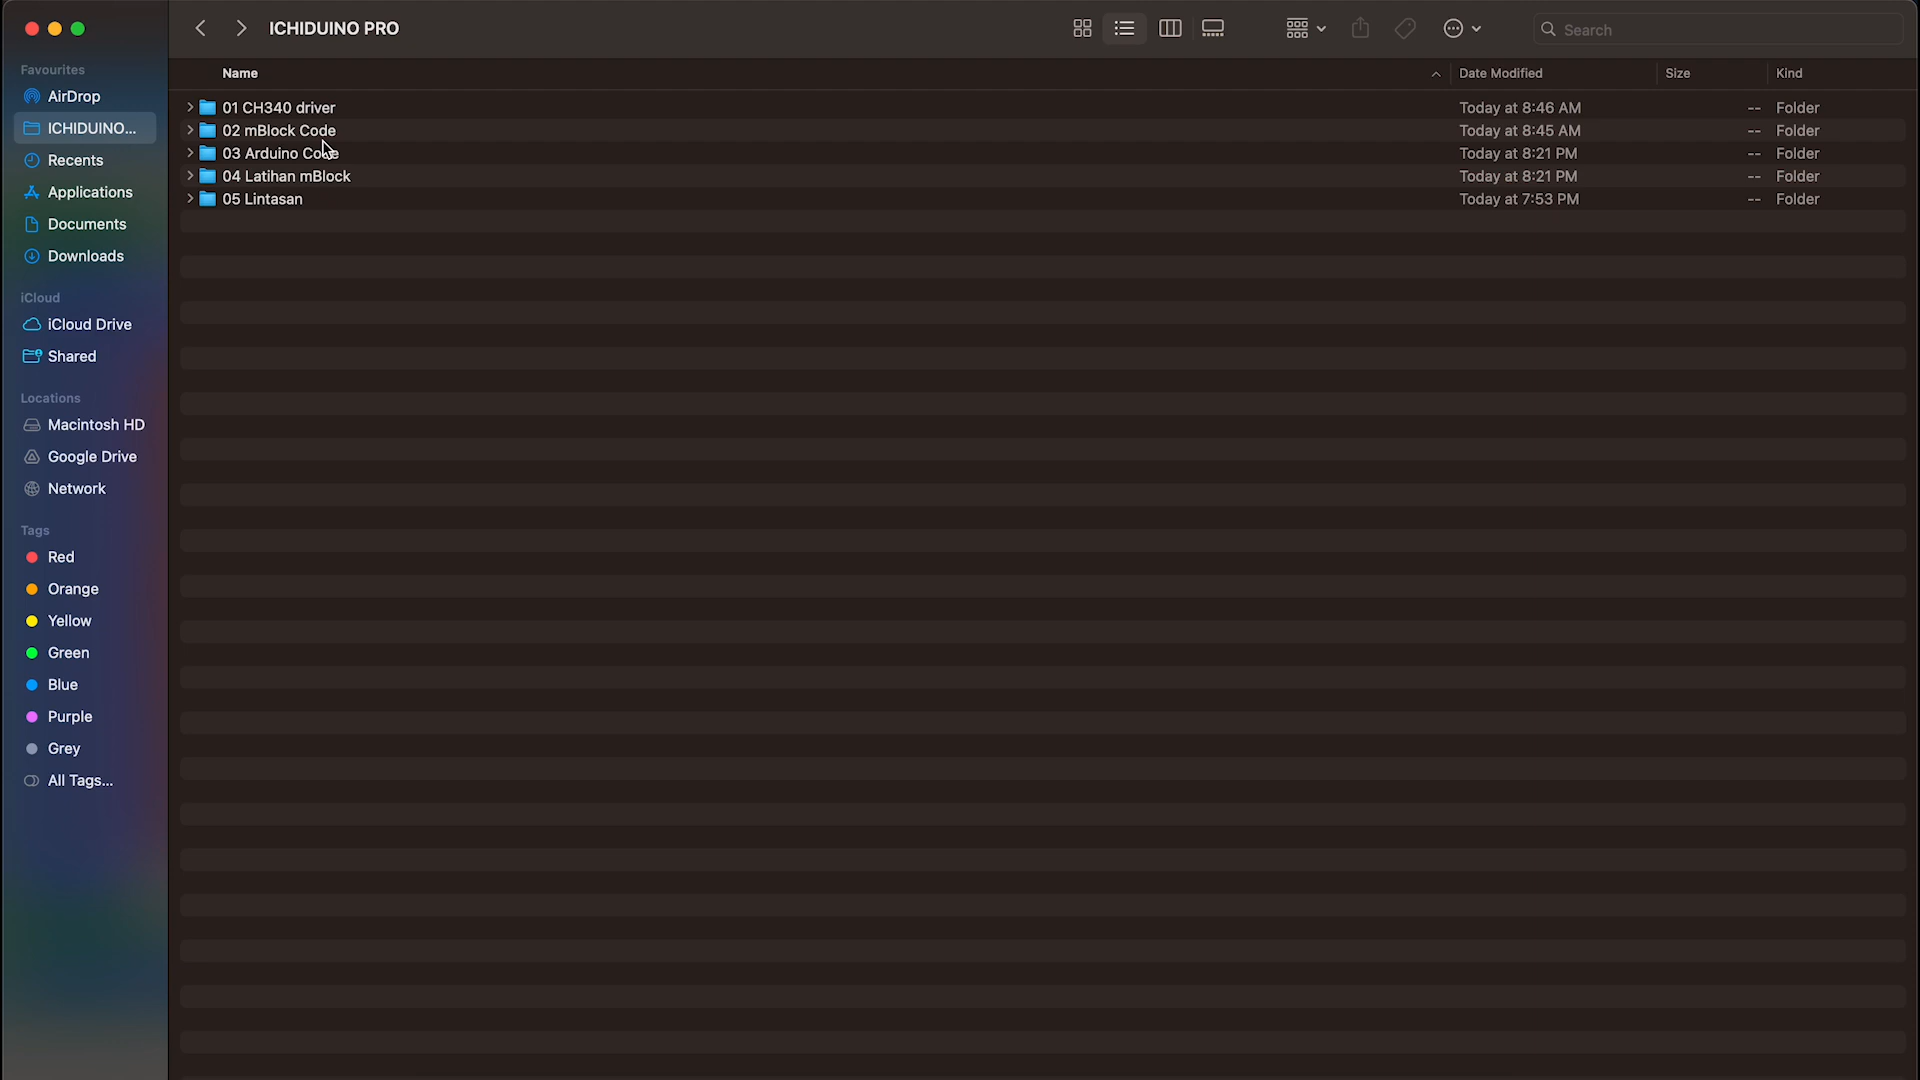 ICHIDUINO PRO
Search
Favourites
AirDrop
ICHIDUINO...
Recents
Applications
Documents
Downloads
iCloud
iCloud Drive
Shared
Locations
Macintosh HD
Google Drive
Network
Tags
Red
Orange
Yellow
Green
Blue
Purple
Grey
All Tags...
Name Date Modified Size Kind
01 CH340 driver Today at 8:46 AM -- Folder
02 mBlock Code Today at 8:45 AM -- Folder
03 Arduino Code Today at 8:21 PM -- Folder
04 Latihan mBlock Today at 8:21 PM -- Folder
05 Lintasan Today at 7:53 PM -- Folder